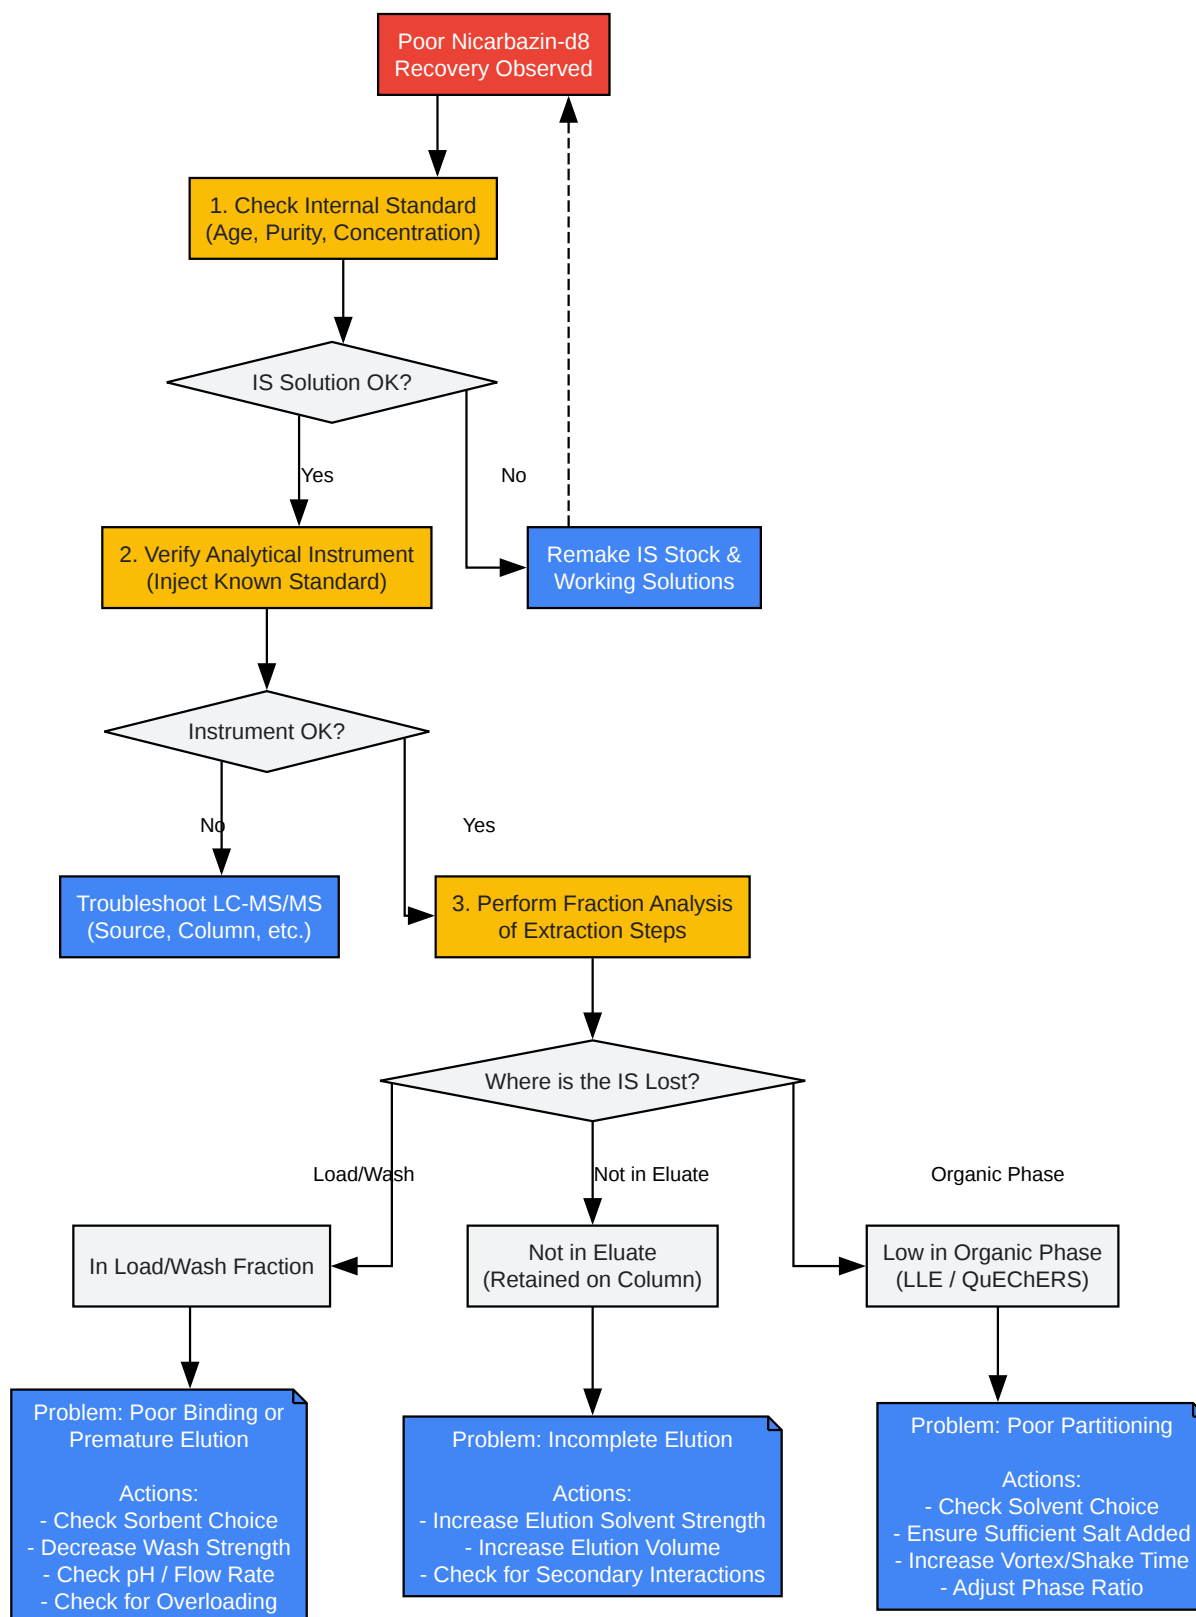 Poor Nicarbazin-d8
Recovery Observed
1. Check Internal Standard
(Age, Purity, Concentration)
IS Solution OK?
Yes
No
2. Verify Analytical Instrument
(Inject Known Standard)
Remake IS Stock &
Working Solutions
Instrument OK?
No
Yes
Troubleshoot LC-MS/MS
(Source, Column, etc.)
3. Perform Fraction Analysis
of Extraction Steps
Where is the IS Lost?
Load/Wash
Not in Eluate
Organic Phase
In Load/Wash Fraction
Not in Eluate
(Retained on Column)
Low in Organic Phase
(LLE / QuEChERS)
Problem: Poor Binding or
Premature Elution
Actions:
- Check Sorbent Choice
- Decrease Wash Strength
- Check pH / Flow Rate
- Check for Overloading
Problem: Incomplete Elution
Actions:
- Increase Elution Solvent Strength
- Increase Elution Volume
- Check for Secondary Interactions
Problem: Poor Partitioning
Actions:
- Check Solvent Choice
- Ensure Sufficient Salt Added
- Increase Vortex/Shake Time
- Adjust Phase Ratio